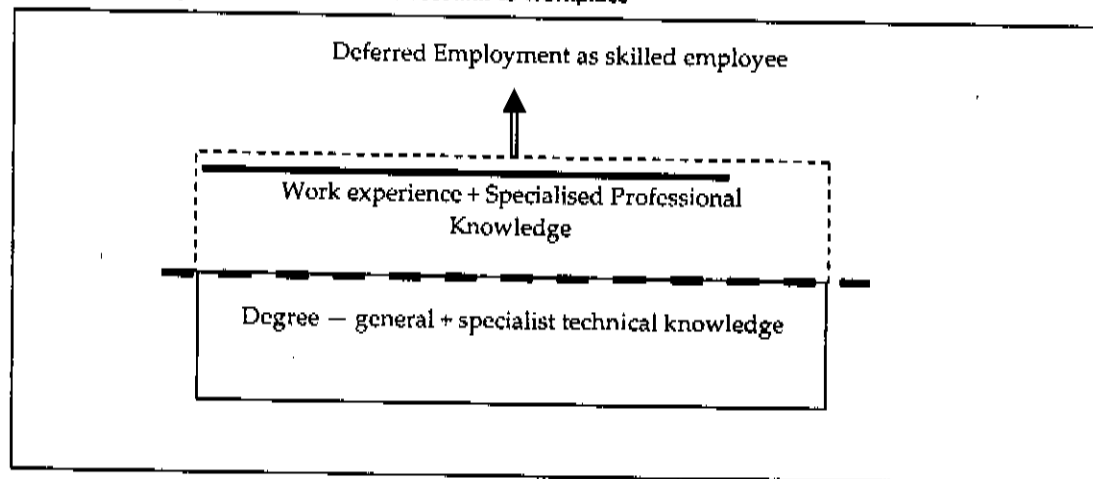 Deferred Employment as skilled employee
Work experience + Specialised Professional
Knowledge
Degree — general + specialist technical knowledge